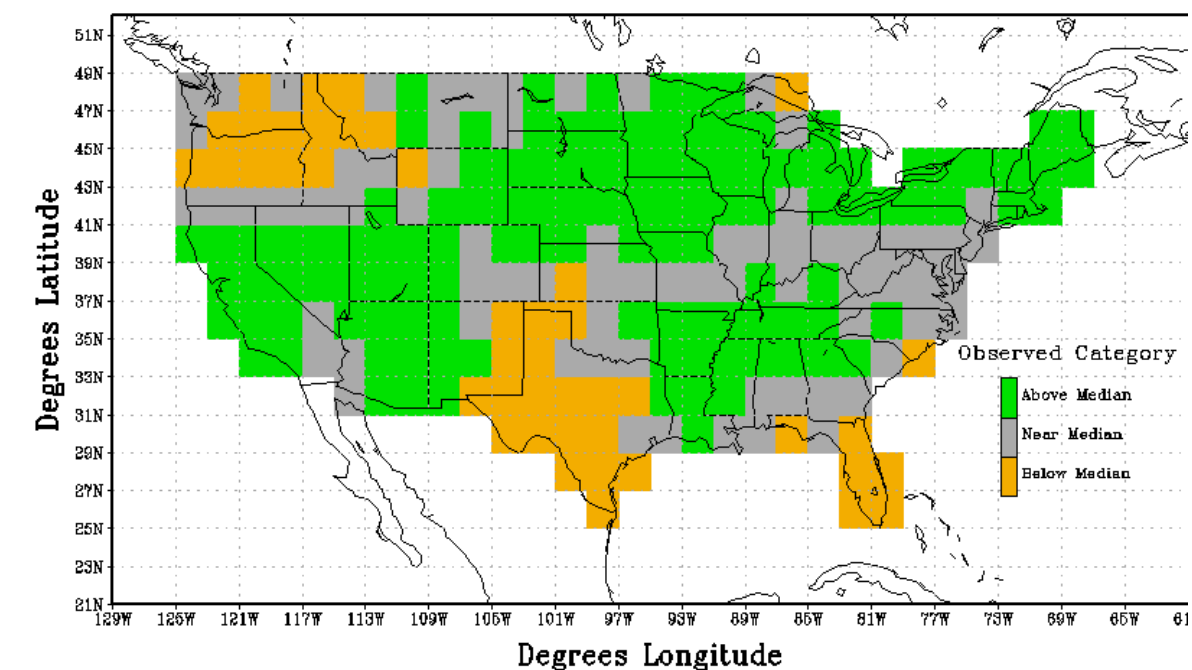 51N
49N
47N
45N
43N
41N
39N
37N
35N
33N
31N
29N
27N
25N
23N
21N
Degrees Latitude
Observed Category
Above Median
Near Median
Below Median
129W 125W 121W 117W 113W 109W 105W 101W 97W 93W 89W 85W 81W 77W 73W 69W 65W 61
Degrees Longitude